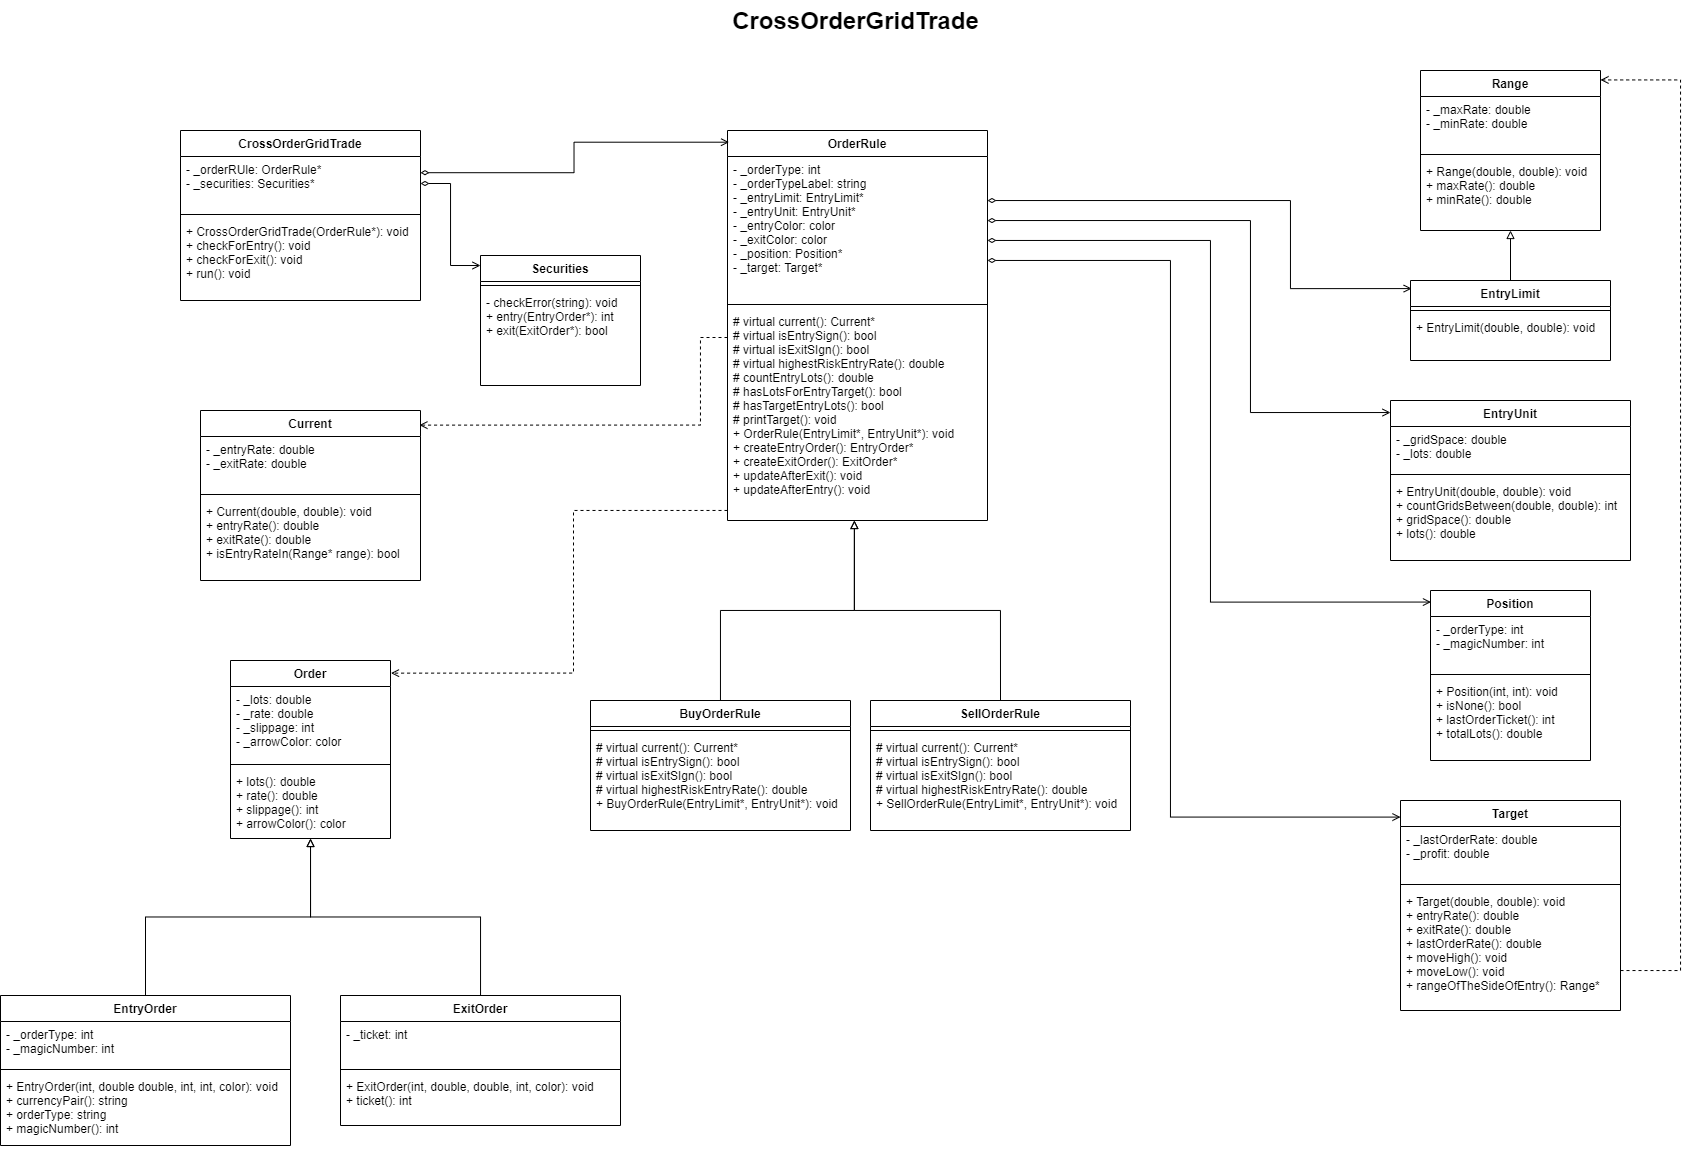 CrossOrderGridTrade
CrossOrderGridTrade
- _orderRUle: OrderRule*
- _securities: Securities*
+ CrossOrderGridTrade(OrderRule*): void
+ checkForEntry(): void
+ checkForExit(): void
+ run(): void
Securities
- checkError(string): void
+ entry(EntryOrder*): int
+ exit(ExitOrder*): bool
OrderRule
- _orderType: int
- _orderTypeLabel: string
- _entryLimit: EntryLimit*
- _entryUnit: EntryUnit*
- _entryColor: color
- _exitColor: color
- _position: Position*
- _target: Target*
# virtual current(): Current*
# virtual isEntrySign(): bool
# virtual isExitSIgn(): bool
# virtual highestRiskEntryRate(): double
# countEntryLots(): double
# hasLotsForEntryTarget(): bool
# hasTargetEntryLots(): bool
# printTarget(): void
+ OrderRule(EntryLimit*, EntryUnit*): void
+ createEntryOrder(): EntryOrder*
+ createExitOrder(): ExitOrder*
+ updateAfterExit(): void
+ updateAfterEntry(): void
Range
- _maxRate: double
- _minRate: double
+ Range(double, double): void
+ maxRate(): double
+ minRate(): double
EntryLimit
+ EntryLimit(double, double): void
EntryUnit
- _gridSpace: double
- _lots: double
+ EntryUnit(double, double): void
+ countGridsBetween(double, double): int
+ gridSpace(): double
+ lots(): double
Current
- _entryRate: double
- _exitRate: double
+ Current(double, double): void
+ entryRate(): double
+ exitRate(): double
+ isEntryRateIn(Range* range): bool
Position
- _orderType: int
- _magicNumber: int
+ Position(int, int): void
+ isNone(): bool
+ lastOrderTicket(): int
+ totalLots(): double
Order
- _lots: double
- _rate: double
- _slippage: int
- _arrowColor: color
+ lots(): double
+ rate(): double
+ slippage(): int
+ arrowColor(): color
BuyOrderRule
# virtual current(): Current*
# virtual isEntrySign(): bool
# virtual isExitSIgn(): bool
# virtual highestRiskEntryRate(): double
+ BuyOrderRule(EntryLimit*, EntryUnit*): void
SellOrderRule
# virtual current(): Current*
# virtual isEntrySign(): bool
# virtual isExitSIgn(): bool
# virtual highestRiskEntryRate(): double
+ SellOrderRule(EntryLimit*, EntryUnit*): void
Target
- _lastOrderRate: double
- _profit: double
+ Target(double, double): void
+ entryRate(): double
+ exitRate(): double
+ lastOrderRate(): double
+ moveHigh(): void
+ moveLow(): void
+ rangeOfTheSideOfEntry(): Range*
EntryOrder
- _orderType: int
- _magicNumber: int
+ EntryOrder(int, double double, int, int, color): void
+ currencyPair(): string
+ orderType: string
+ magicNumber(): int
ExitOrder
- _ticket: int
+ ExitOrder(int, double, double, int, color): void
+ ticket(): int